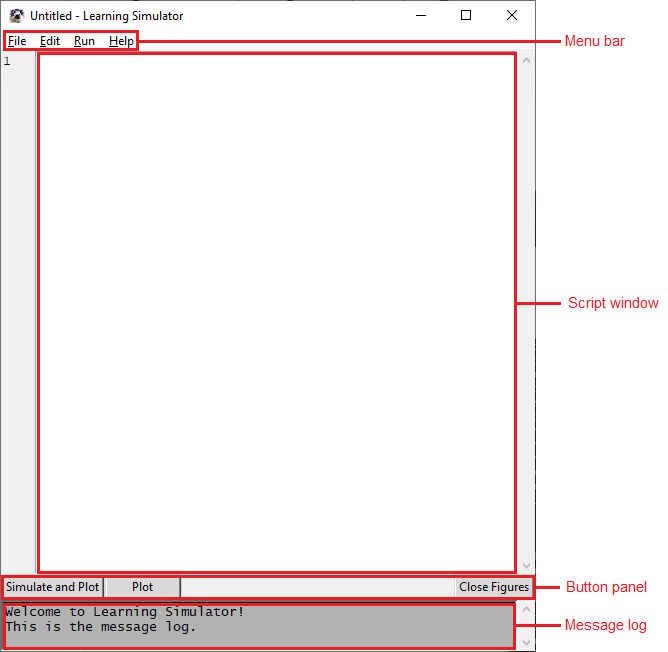 Untitled - Learning Simulator
File Edit Run Help
Menu bar
1
Script window
Simulate and Plot Plot Close Figures
Button panel
Welcome to Learning Simulator!
This is the message log.
Message log